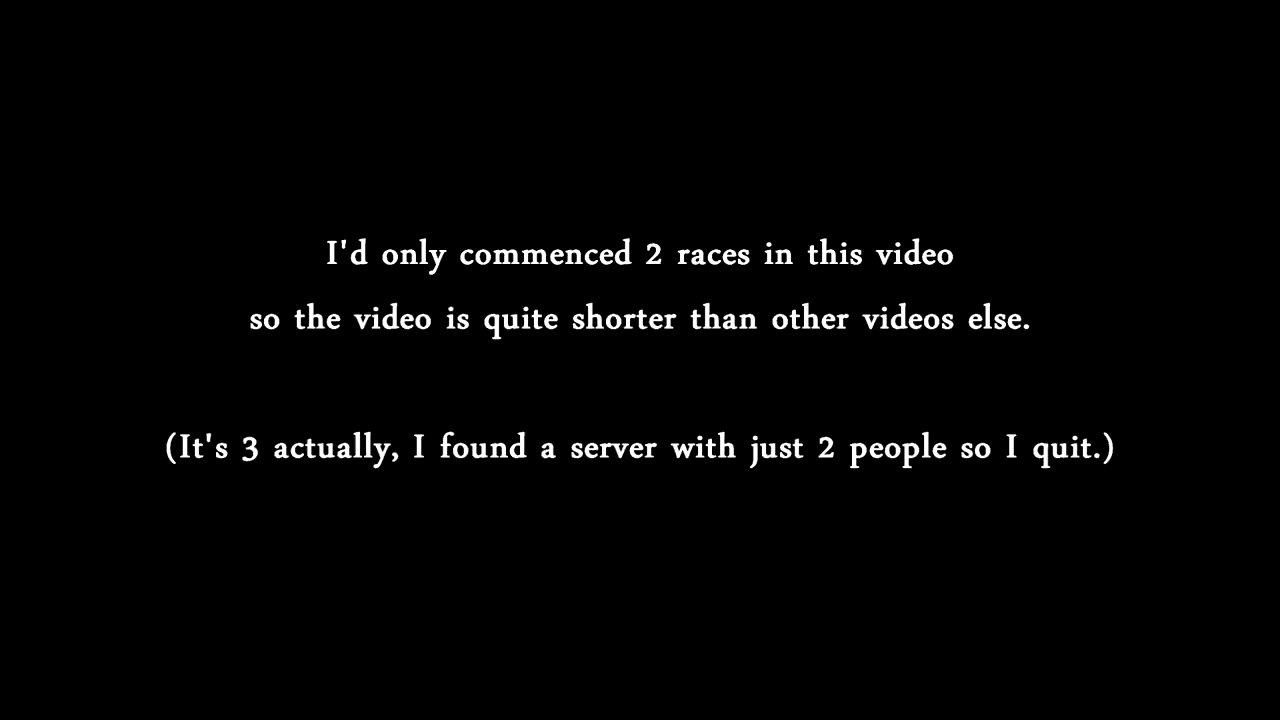 I'd only commenced 2 races in this video
so the video is quite shorter than other videos else.
(It's 3 actually, I found a server with just 2 people so I quit.)